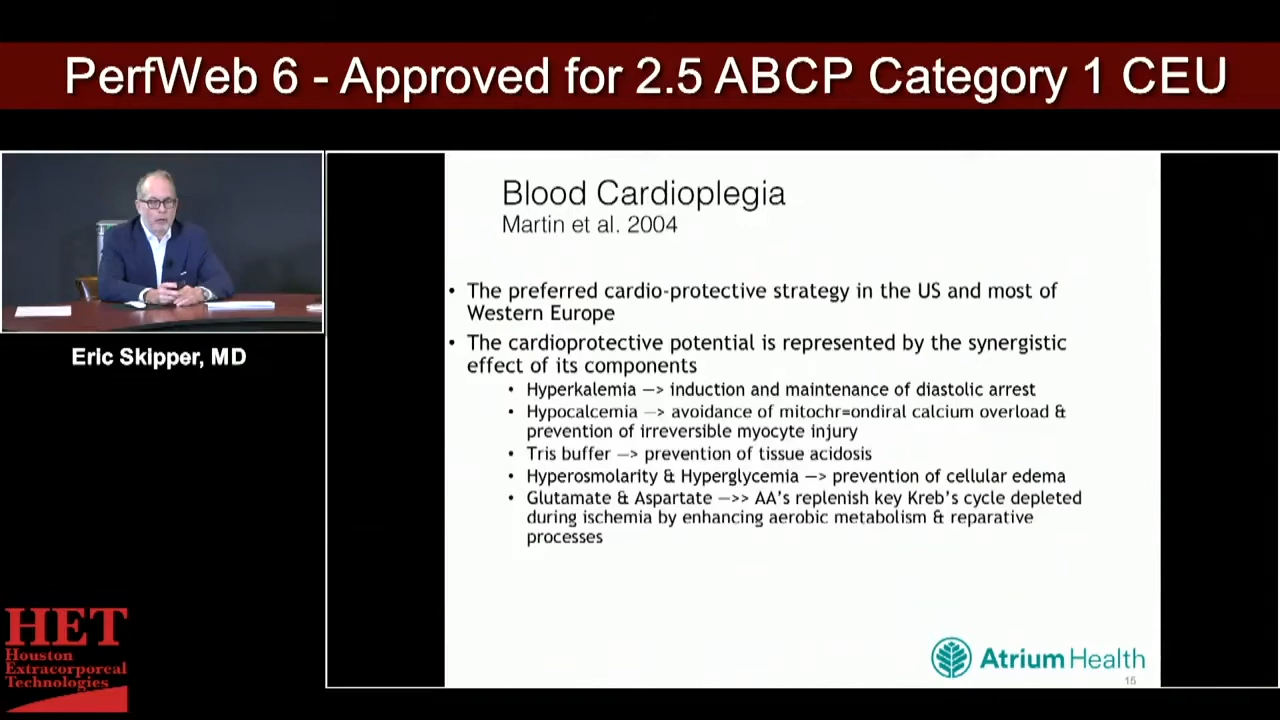 PerfWeb 6 - Approved for 2.5 ABCP Category 1 CEU
Eric Skipper, MD
Blood Cardioplegia
Martin et al. 2004
• The preferred cardio-protective strategy in the US and most of
Western Europe
• The cardioprotective potential is represented by the synergistic
effect of its components
• Hyperkalemia —> induction and maintenance of diastolic arrest
• Hypocalcemia —> avoidance of mitochr=ondiral calcium overload &
prevention of irreversible myocyte injury
• Tris buffer —> prevention of tissue acidosis
• Hyperosmolarity & Hyperglycemia —> prevention of cellular edema
• Glutamate & Aspartate —>> AA's replenish key Kreb's cycle depleted
during ischemia by enhancing aerobic metabolism & reparative
processes
Atrium Health
15
HET
Houston
Extracorporeal
Technologies